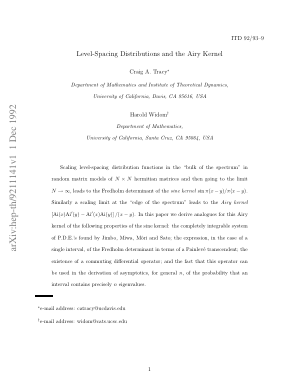 ITD 92/93-9
Level-Spacing Distributions and the Airy Kernel
Craig A. Tracy*
Department of Mathematics and Institute of Theoretical Dynamics,
University of California, Davis, CA 95616, USA
Harold Widom†
Department of Mathematics,
University of California, Santa Cruz, CA 95064, USA
Scaling level-spacing distribution functions in the "bulk of the spectrum" in
random matrix models of N × N hermitian matrices and then going to the limit
N → ∞, leads to the Fredholm determinant of the sine kernel sin π(x − y)/π(x − y).
Similarly a scaling limit at the "edge of the spectrum" leads to the Airy kernel
[Ai(x)Ai′(y) − Ai′(x)Ai(y)] /(x − y). In this paper we derive analogues for this Airy
kernel of the following properties of the sine kernel: the completely integrable system
of P.D.E.'s found by Jimbo, Miwa, Môri and Sato; the expression, in the case of a
single interval, of the Fredholm determinant in terms of a Painlevé transcendent; the
existence of a commuting differential operator; and the fact that this operator can
be used in the derivation of asymptotics, for general n, of the probability that an
interval contains precisely n eigenvalues.
*e-mail address: catracy@ucdavis.edu
†e-mail address: widom@cats.ucsc.edu
1
arXiv:hep-th/9211141v1 1 Dec 1992